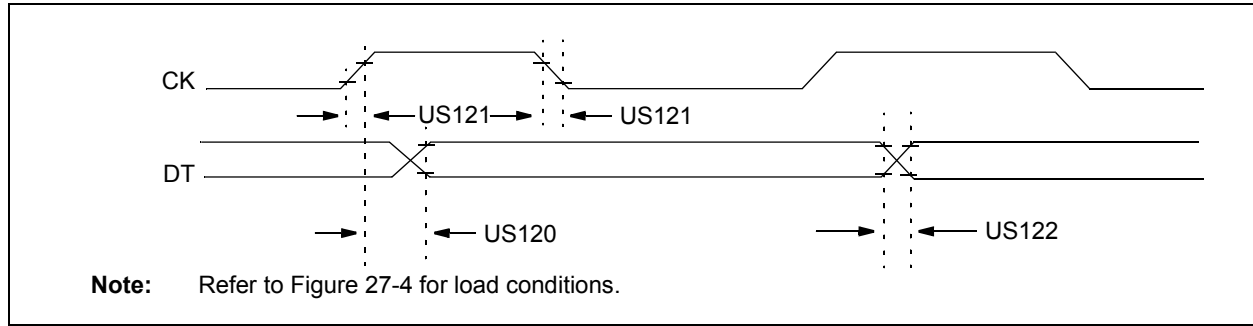 CK
US121 US121
DT
US120 US122
Note: Refer to Figure 27-4 for load conditions.